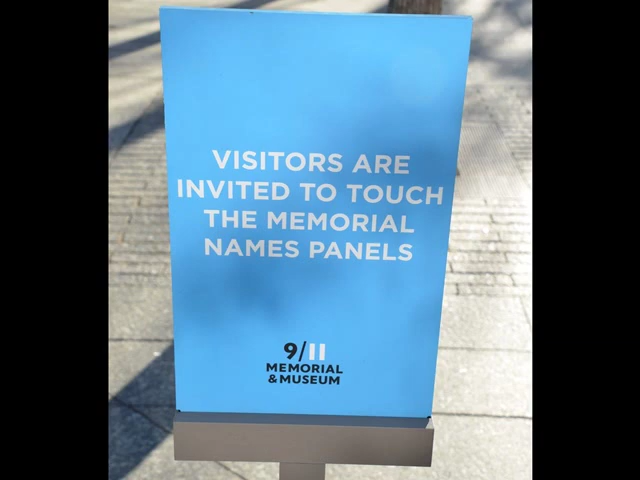 VISITORS ARE
INVITED TO TOUCH
THE MEMORIAL
NAMES PANELS
9/11
MEMORIAL
& MUSEUM